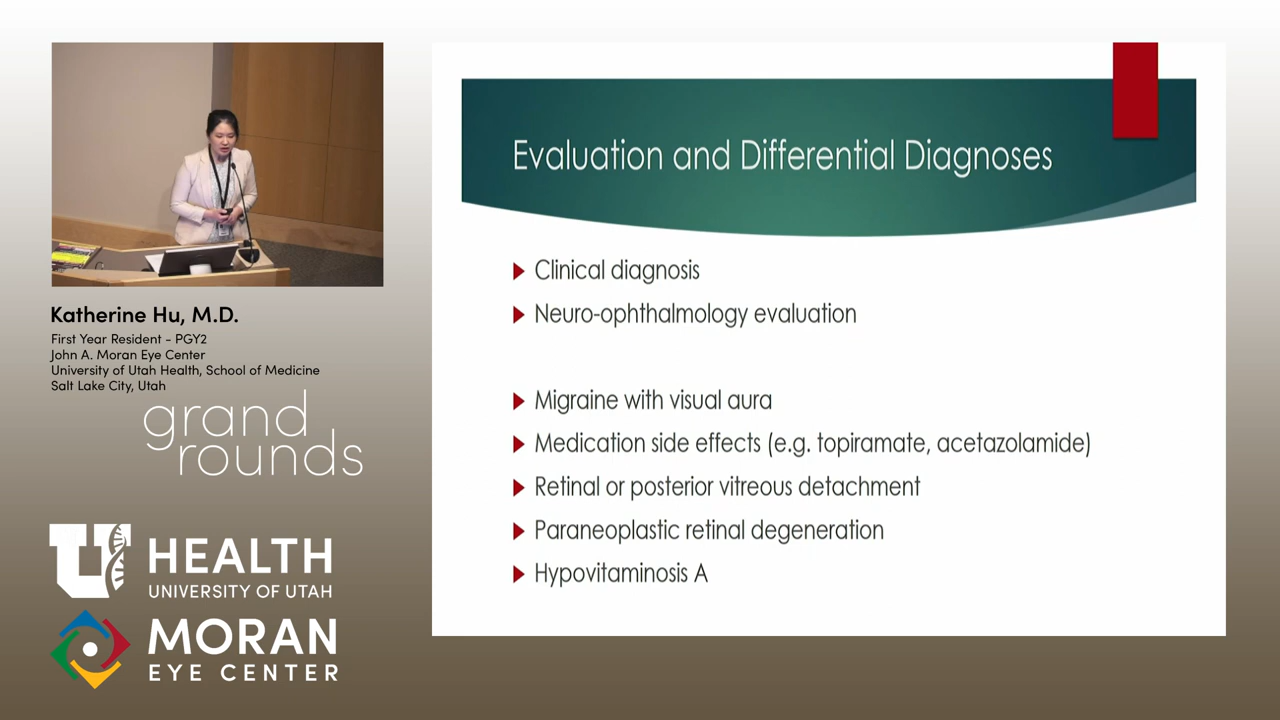 Evaluation and Differential Diagnoses
Clinical diagnosis
Neuro-ophthalmology evaluation
Migraine with visual aura
Medication side effects (e.g. topiramate, acetazolamide)
Retinal or posterior vitreous detachment
Paraneoplastic retinal degeneration
Hypovitaminosis A
Katherine Hu, M.D.
First Year Resident - PGY2
John A. Moran Eye Center
University of Utah Health, School of Medicine
Salt Lake City, Utah
grand
rounds
U HEALTH
UNIVERSITY OF UTAH
MORAN
EYE CENTER